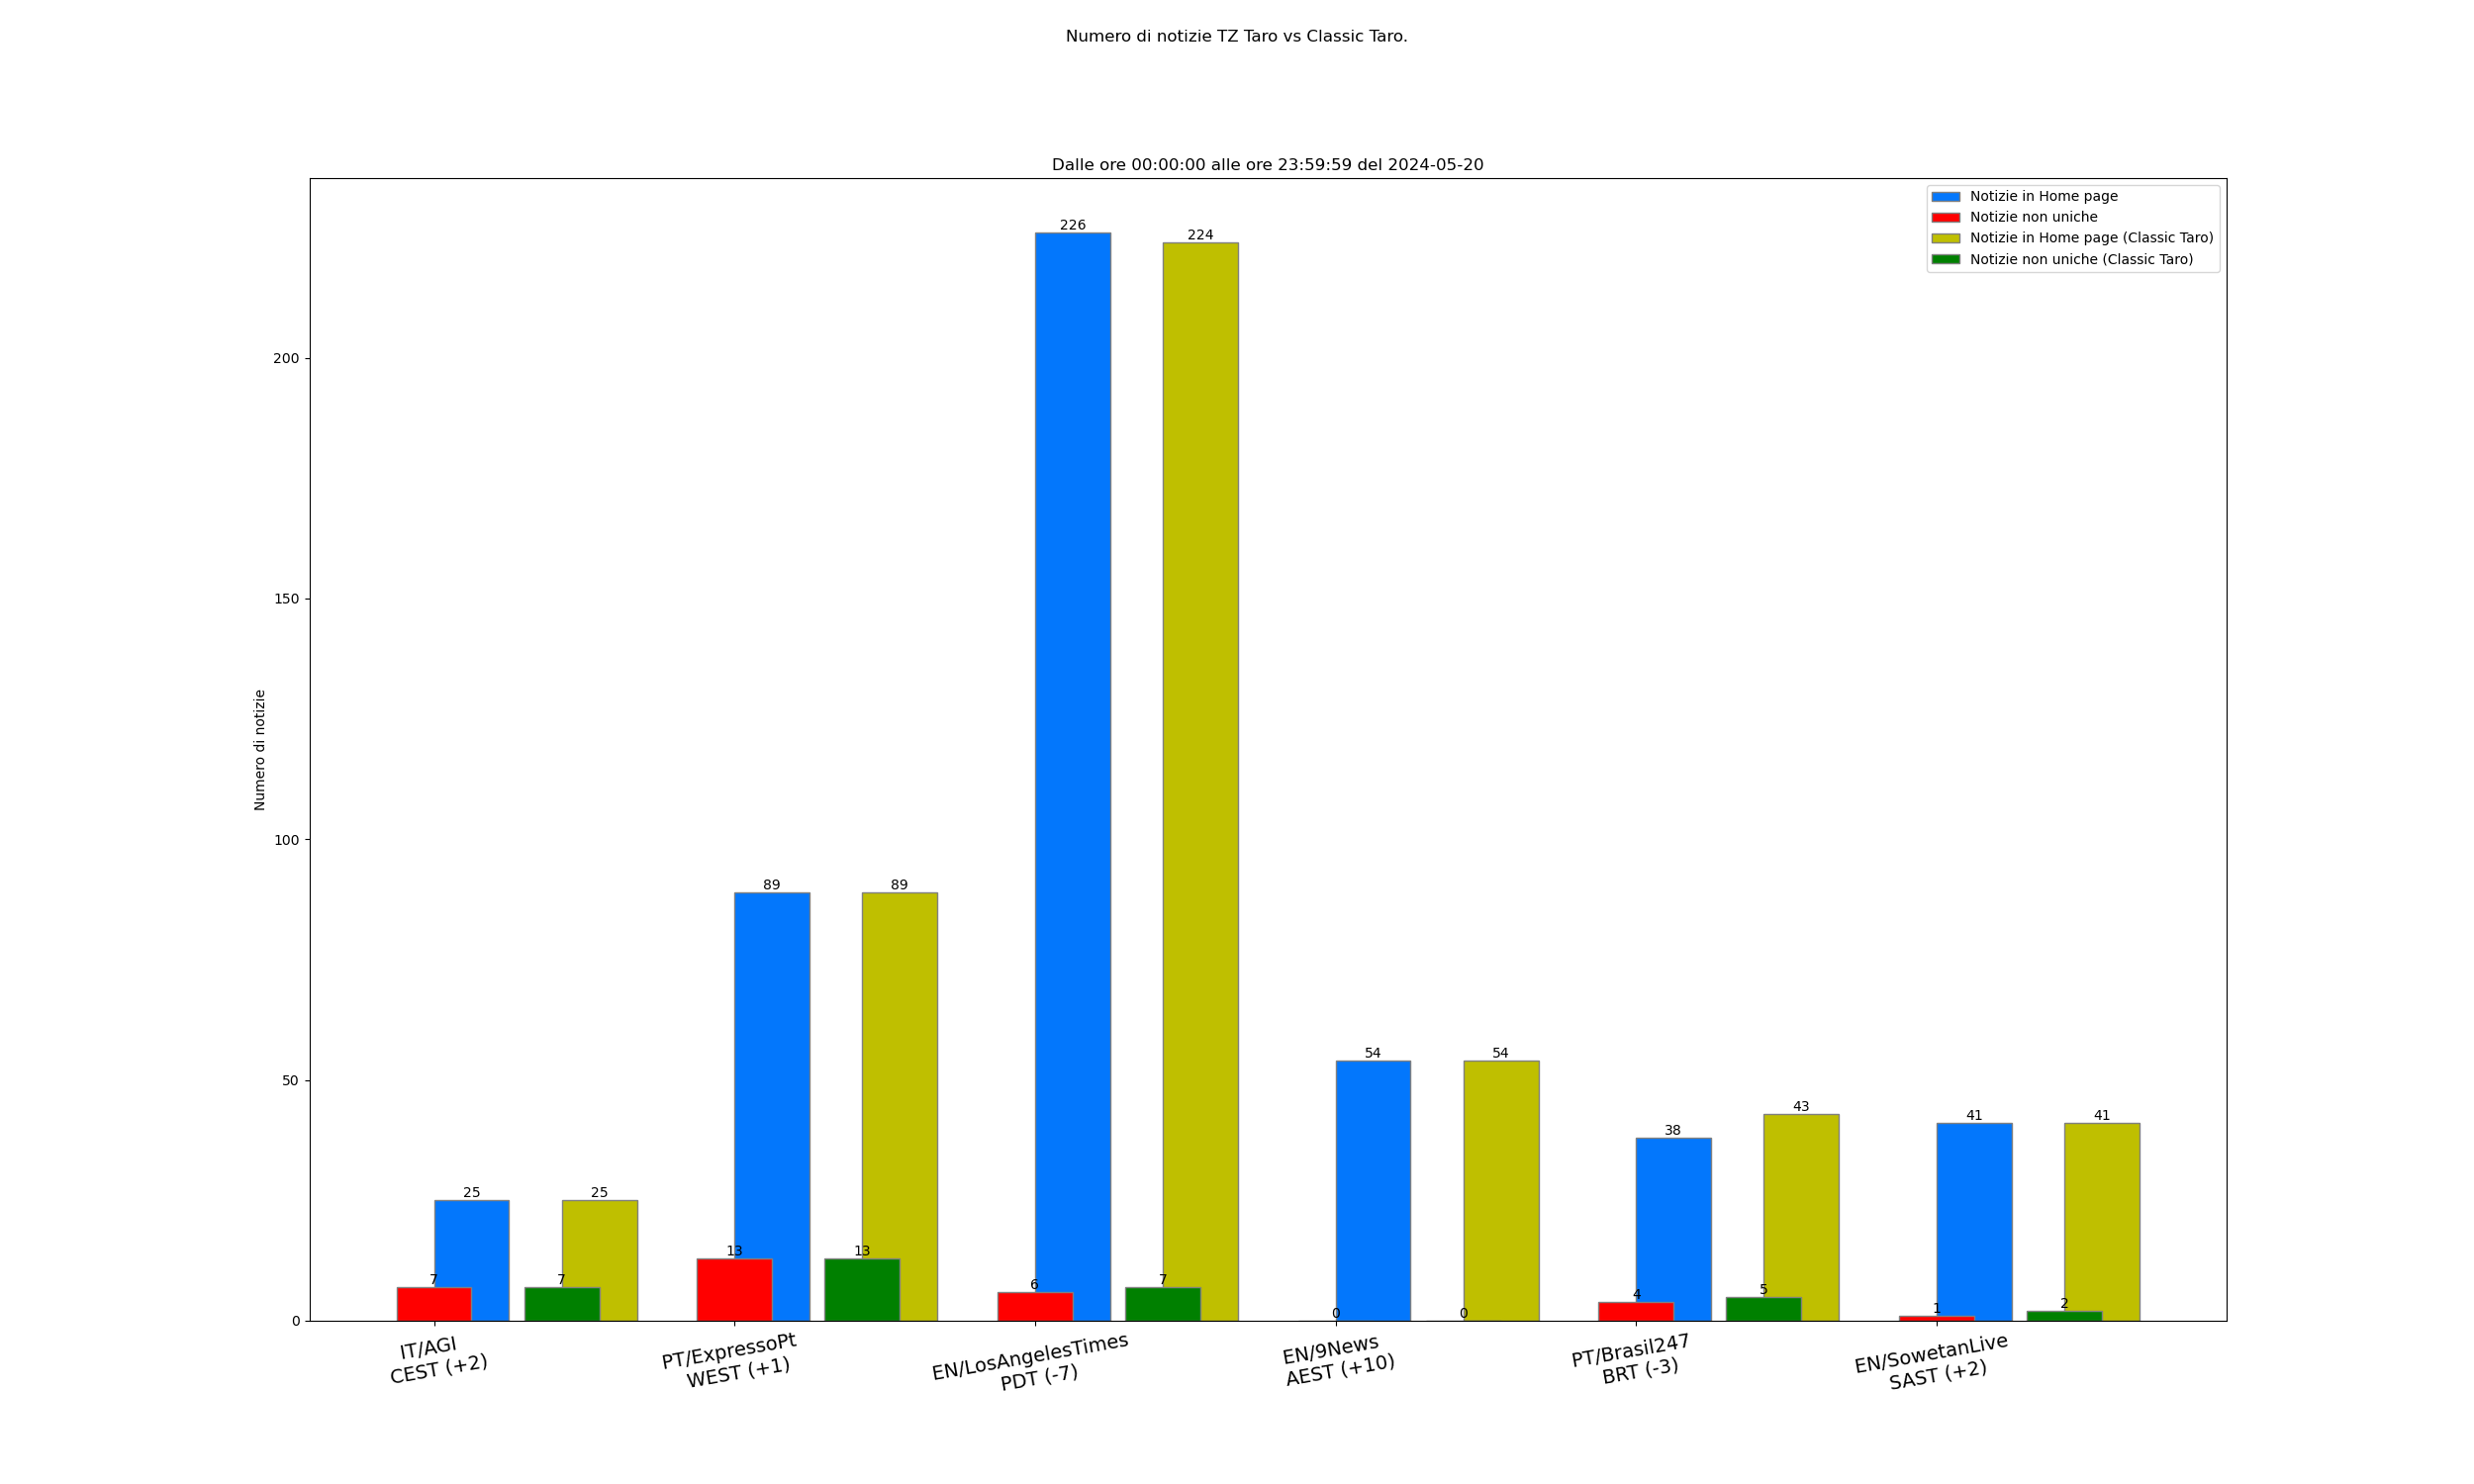 Numero di notizie TZ Taro vs Classic Taro.
Dalle ore 00:00:00 alle ore 23:59:59 del 2024-05-20
Notizie in Home page
Notizie non uniche
Notizie in Home page (Classic Taro)
Notizie non uniche (Classic Taro)
Numero di notizie
200
150
100
50
0
226
224
89
89
54
54
38
43
41
41
25
25
7
7
13
13
6
7
0
0
4
5
1
2
IT/AGI
CEST (+2)
PT/ExpressoPt
WEST (+1)
EN/LosAngelesTimes
PDT (-7)
EN/9News
AEST (+10)
PT/Brasil247
BRT (-3)
EN/SowetanLive
SAST (+2)